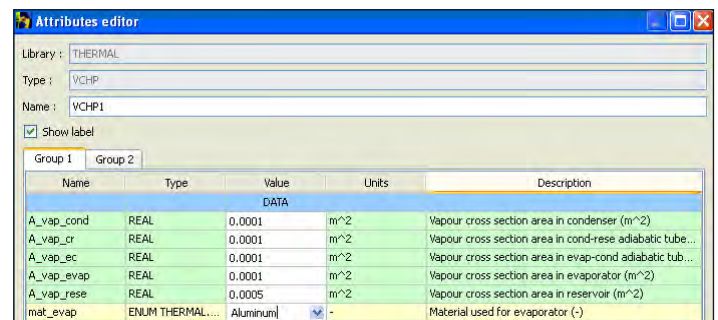 Attributes editor
Library : THERMAL
Type : VCHP
Name : VCHP1
Show label
Group 1 Group 2
Name Type Value Units Description
DATA
A_vap_cond REAL 0.0001 m^2 Vapour cross section area in condenser (m^2)
A_vap_cr REAL 0.0001 m^2 Vapour cross section area in cond-rese adiabatic tube...
A_vap_ec REAL 0.0001 m^2 Vapour cross section area in evap-cond adiabatic tub...
A_vap_evap REAL 0.0001 m^2 Vapour cross section area in evaporator (m^2)
A_vap_rese REAL 0.0005 m^2 Vapour cross section area in reservoir (m^2)
mat_evap ENUM THERMAL.... Aluminum - Material used for evaporator (-)